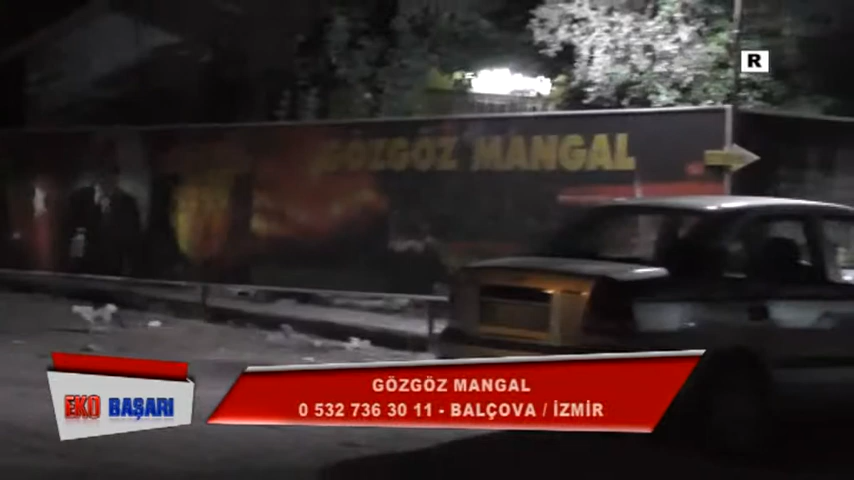 R
GÖZGÖZ MANGAL
EKO BAŞARI
GÖZGÖZ MANGAL
0 532 736 30 11 - BALÇOVA / İZMİR